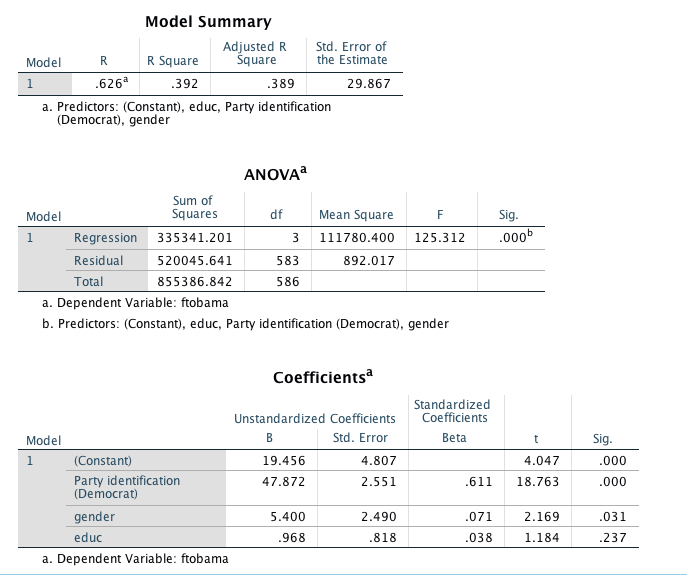 Model Summary
Model R R Square Adjusted R Square Std. Error of the Estimate
1 .626a .392 .389 29.867
a. Predictors: (Constant), educ, Party identification
(Democrat), gender
ANOVAa
Model Sum of Squares df Mean Square F Sig.
1 Regression 335341.201 3 111780.400 125.312 .000b
Residual 520045.641 583 892.017
Total 855386.842 586
a. Dependent Variable: ftobama
b. Predictors: (Constant), educ, Party identification (Democrat), gender
Coefficientsa
Unstandardized Coefficients Standardized Coefficients
Model B Std. Error Beta t Sig.
1 (Constant) 19.456 4.807 4.047 .000
Party identification (Democrat) 47.872 2.551 .611 18.763 .000
gender 5.400 2.490 .071 2.169 .031
educ .968 .818 .038 1.184 .237
a. Dependent Variable: ftobama